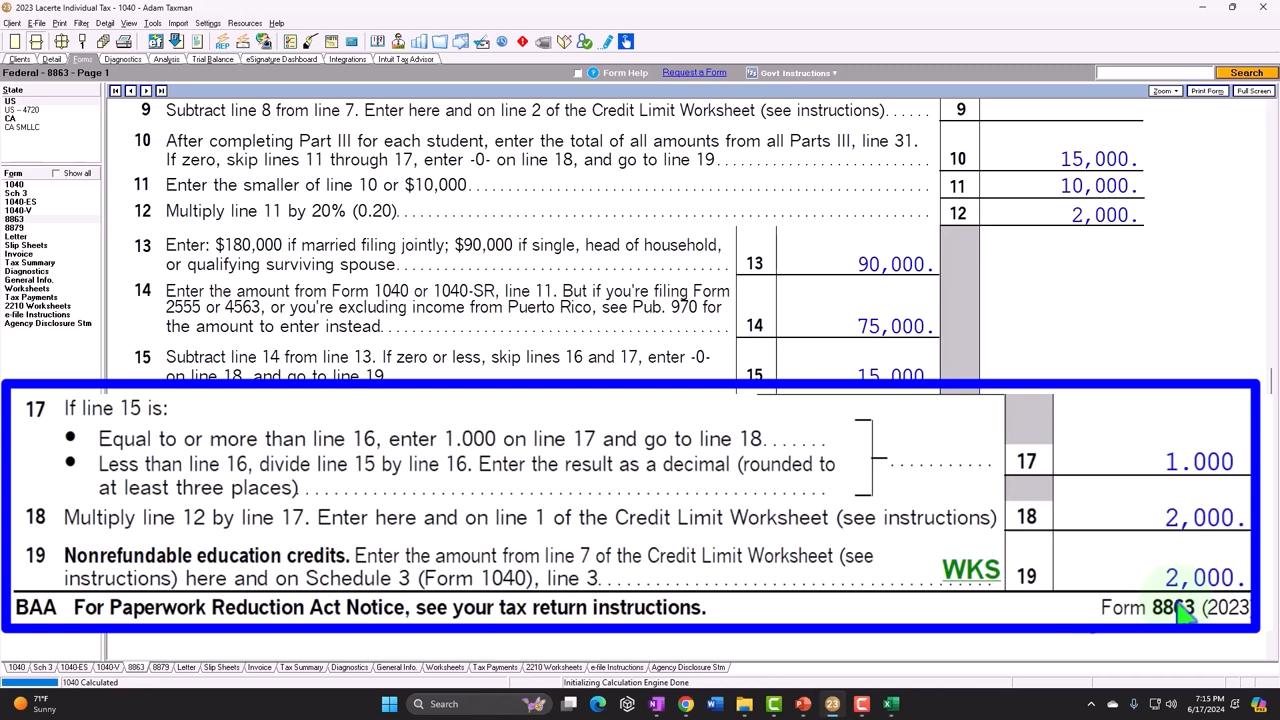 2023 Lacerte Individual Tax - 1040 - Adam Taxman
Client E-File Print Filter Detail View Tools Import Settings Resources Help
Clients Detail Forms Diagnostics Analysis Trial Balance eSignature Dashboard Integrations Intuit Tax Advisor
Federal - 8863 - Page 1
Form Help Request a Form Govt Instructions Search
Zoom Print Form Full Screen
State
US
US - 4720
CA
CA SMLLC
Form Show all
1040
Sch 3
1040-ES
1040-V
8863
8879
Letter
Slip Sheets
Invoice
Tax Summary
Diagnostics
General Info.
Worksheets
Tax Payments
2210 Worksheets
e-file Instructions
Agency Disclosure Stm
9 Subtract line 8 from line 7. Enter here and on line 2 of the Credit Limit Worksheet (see instructions) 9
10 After completing Part III for each student, enter the total of all amounts from all Parts III, line 31.
If zero, skip lines 11 through 17, enter -0- on line 18, and go to line 19 10 15,000.
11 Enter the smaller of line 10 or $10,000 11 10,000.
12 Multiply line 11 by 20% (0.20) 12 2,000.
13 Enter: $180,000 if married filing jointly; $90,000 if single, head of household,
or qualifying surviving spouse 13 90,000.
14 Enter the amount from Form 1040 or 1040-SR, line 11. But if you're filing Form
2555 or 4563, or you're excluding income from Puerto Rico, see Pub. 970 for
the amount to enter instead 14 75,000.
15 Subtract line 14 from line 13. If zero or less, skip lines 16 and 17, enter -0-
on line 18, and go to line 19 15 15,000
17 If line 15 is:
• Equal to or more than line 16, enter 1.000 on line 17 and go to line 18
• Less than line 16, divide line 15 by line 16. Enter the result as a decimal (rounded to
at least three places) 17 1.000
18 Multiply line 12 by line 17. Enter here and on line 1 of the Credit Limit Worksheet (see instructions) 18 2,000.
19 Nonrefundable education credits. Enter the amount from line 7 of the Credit Limit Worksheet (see
instructions) here and on Schedule 3 (Form 1040), line 3 WKS 19 2,000.
BAA For Paperwork Reduction Act Notice, see your tax return instructions. Form 8863 (2023
1040 Sch 3 1040-ES 1040-V 8863 8879 Letter Slip Sheets Invoice Tax Summary Diagnostics General Info. Worksheets Tax Payments 2210 Worksheets e-file Instructions Agency Disclosure Stm
1040 Calculated Initializing Calculation Engine Done
71°F
Sunny
Search
7:15 PM
6/17/2024